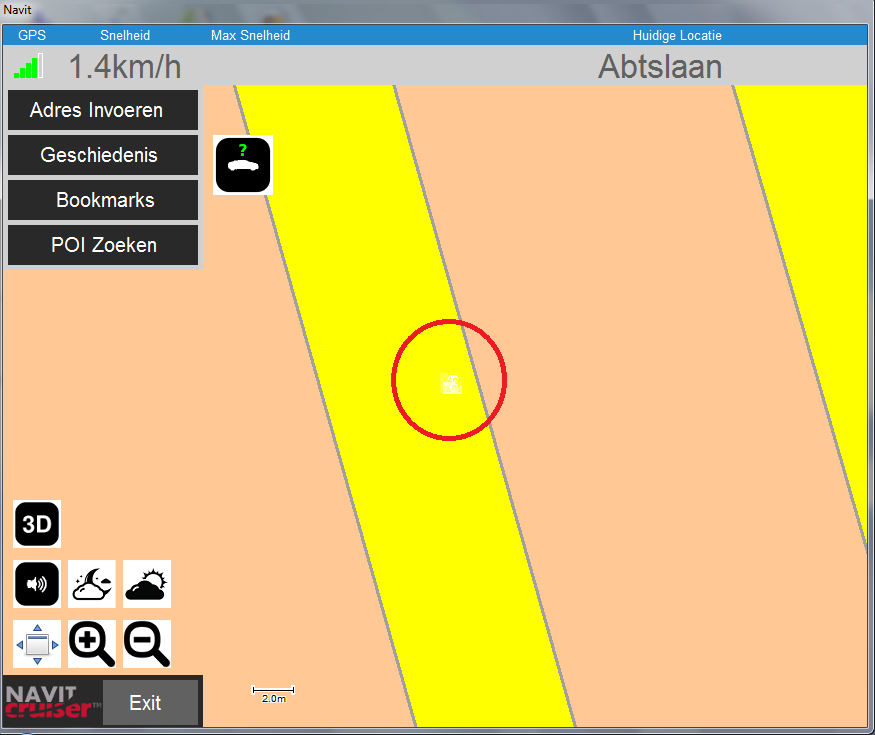 Navit
GPS Snelheid Max Snelheid Huidige Locatie
1.4km/h Abtslaan
Adres Invoeren
?
Geschiedenis
Bookmarks
POI Zoeken
3D
2.0m
NAVIT
cruiser™
Exit